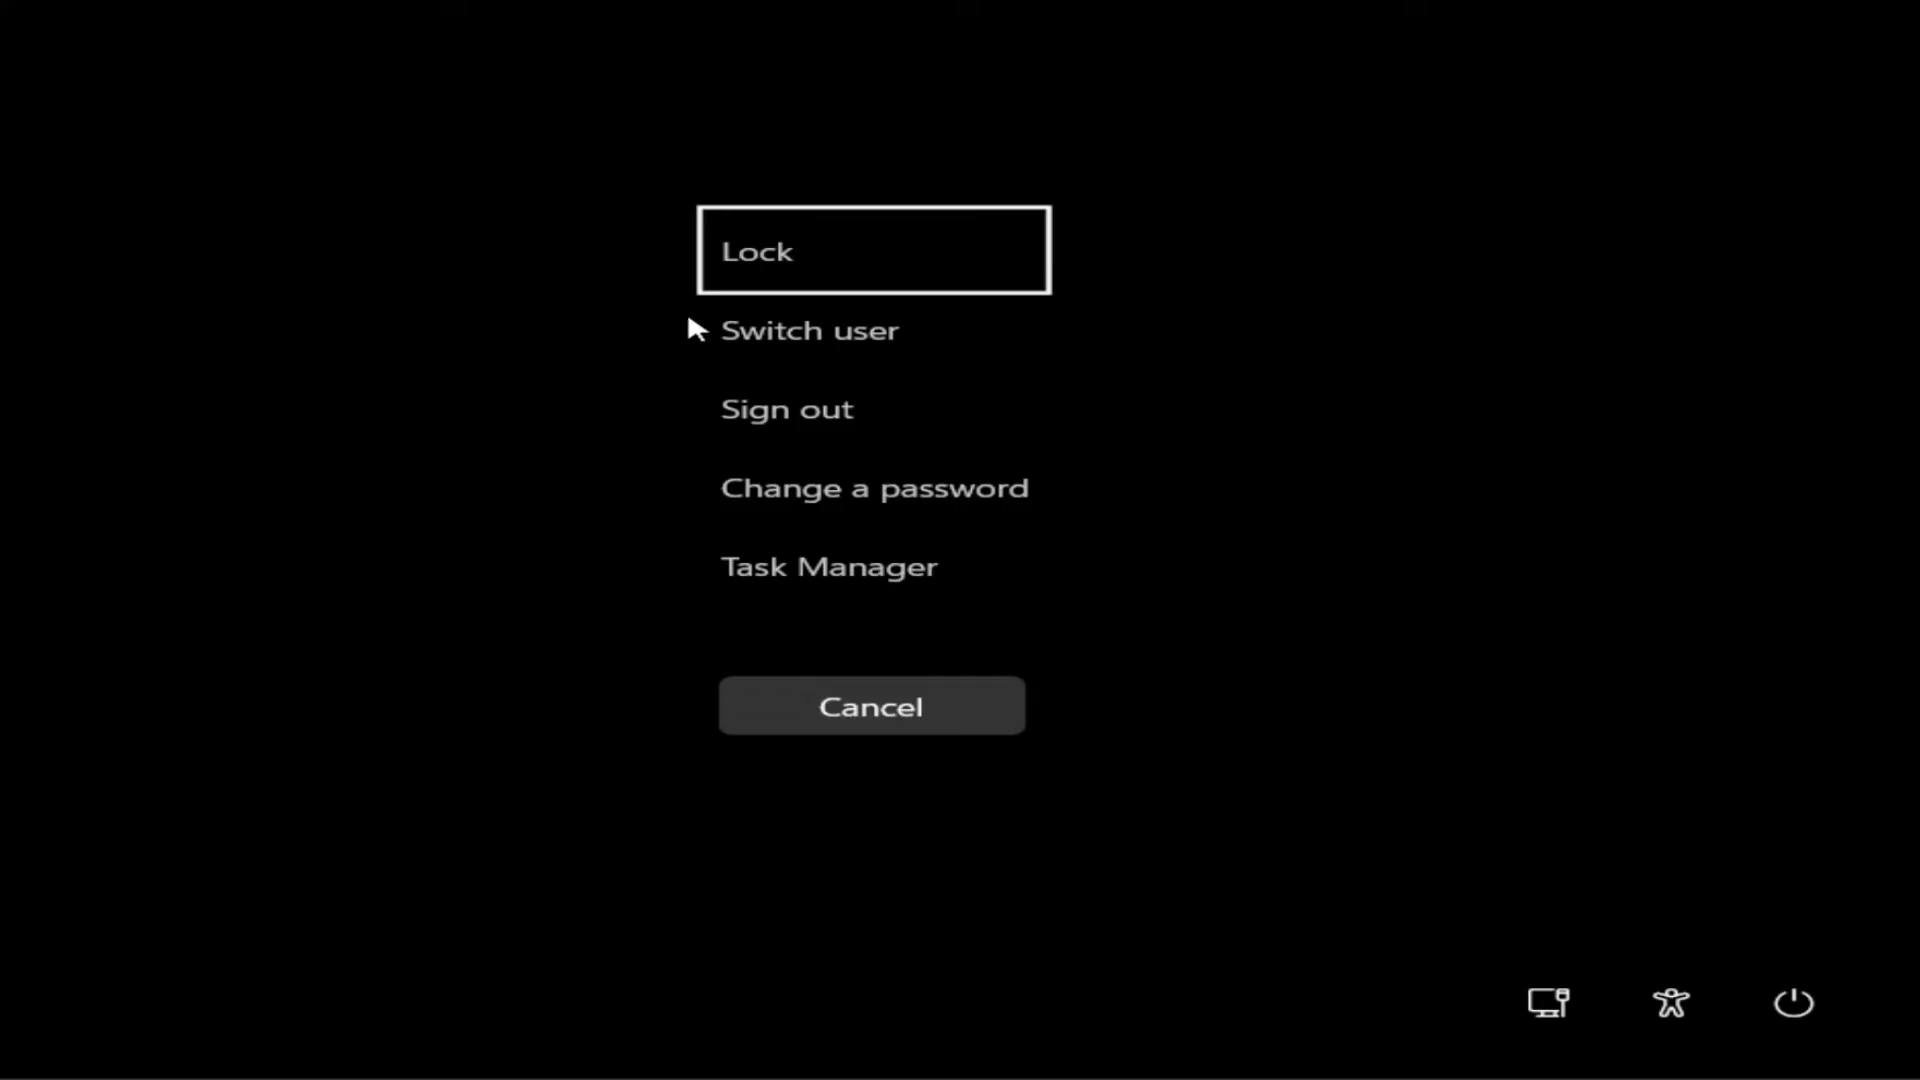 Lock
Switch user
Sign out
Change a password
Task Manager
Cancel